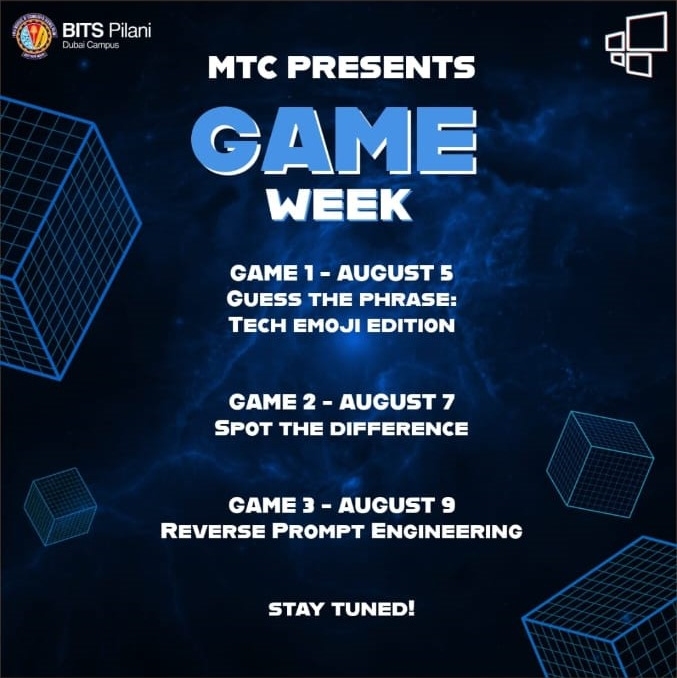 BITS Pilani
Dubai Campus
MTC PRESENTS
GAME
WEEK
GAME 1 - AUGUST 5
GUESS THE PHRASE:
TECH EMOJI EDITION
GAME 2 - AUGUST 7
SPOT THE DIFFERENCE
GAME 3 - AUGUST 9
REVERSE PROMPT ENGINEERING
STAY TUNED!